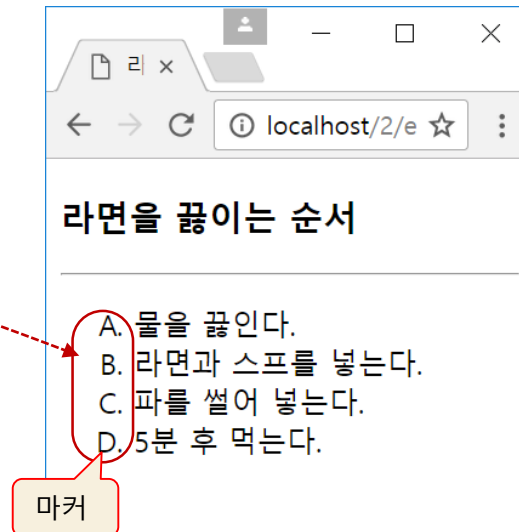 라
localhost/2/e
라면을 끓이는 순서
A. 물을 끓인다.
B. 라면과 스프를 넣는다.
C. 파를 썰어 넣는다.
D. 5분 후 먹는다.
마커